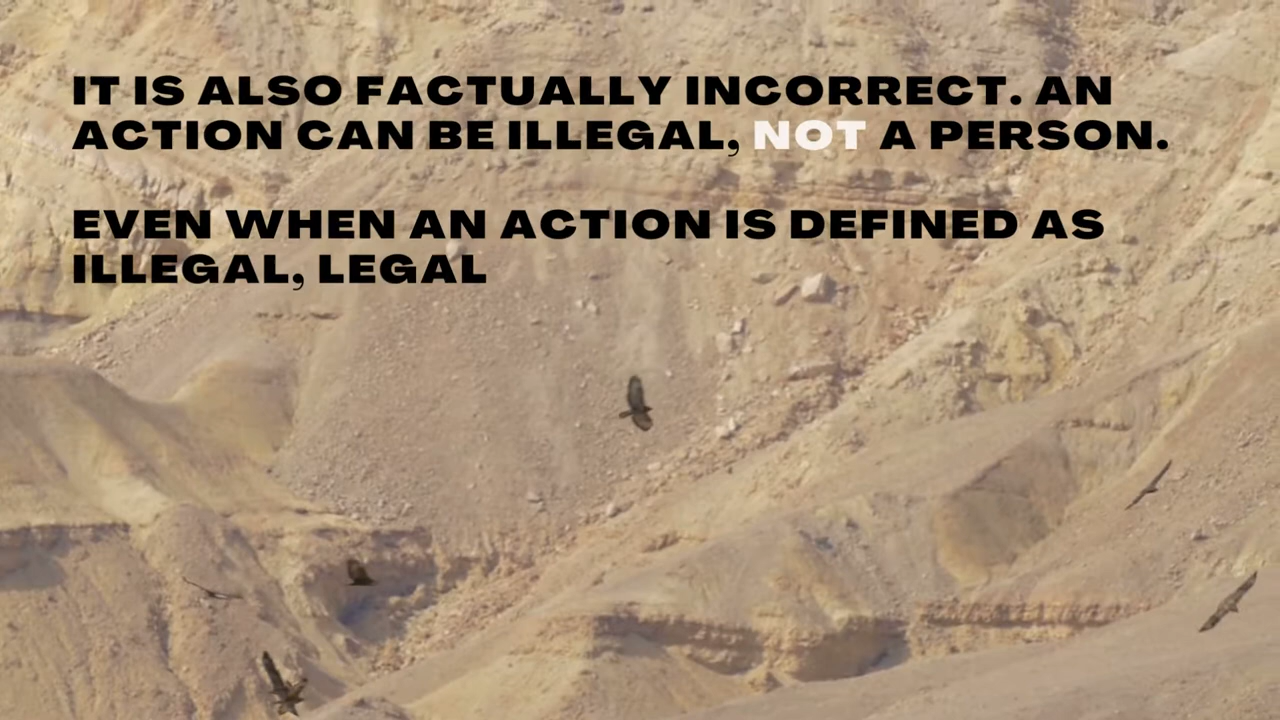 IT IS ALSO FACTUALLY INCORRECT. AN
ACTION CAN BE ILLEGAL, NOT A PERSON.
EVEN WHEN AN ACTION IS DEFINED AS
ILLEGAL, LEGAL